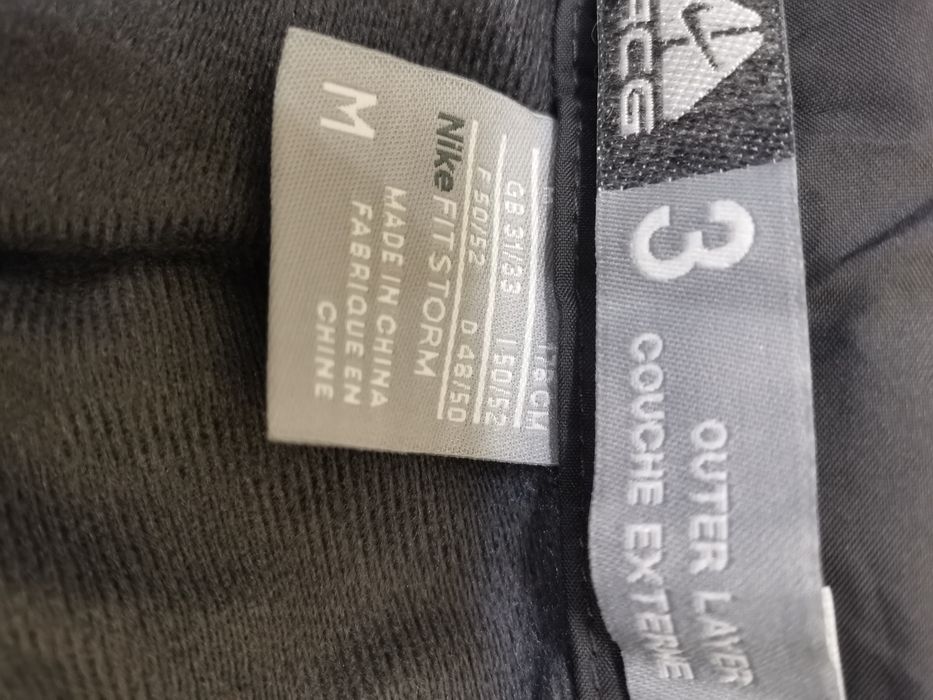 ACG
3
OUTER LAYER
COUCHE EXTERNE
178CM
GB 31/33 I 50/52
F 50/52 D 48/50
Nike FIT STORM
MADE IN CHINA
FABRIQUE EN
CHINE
M